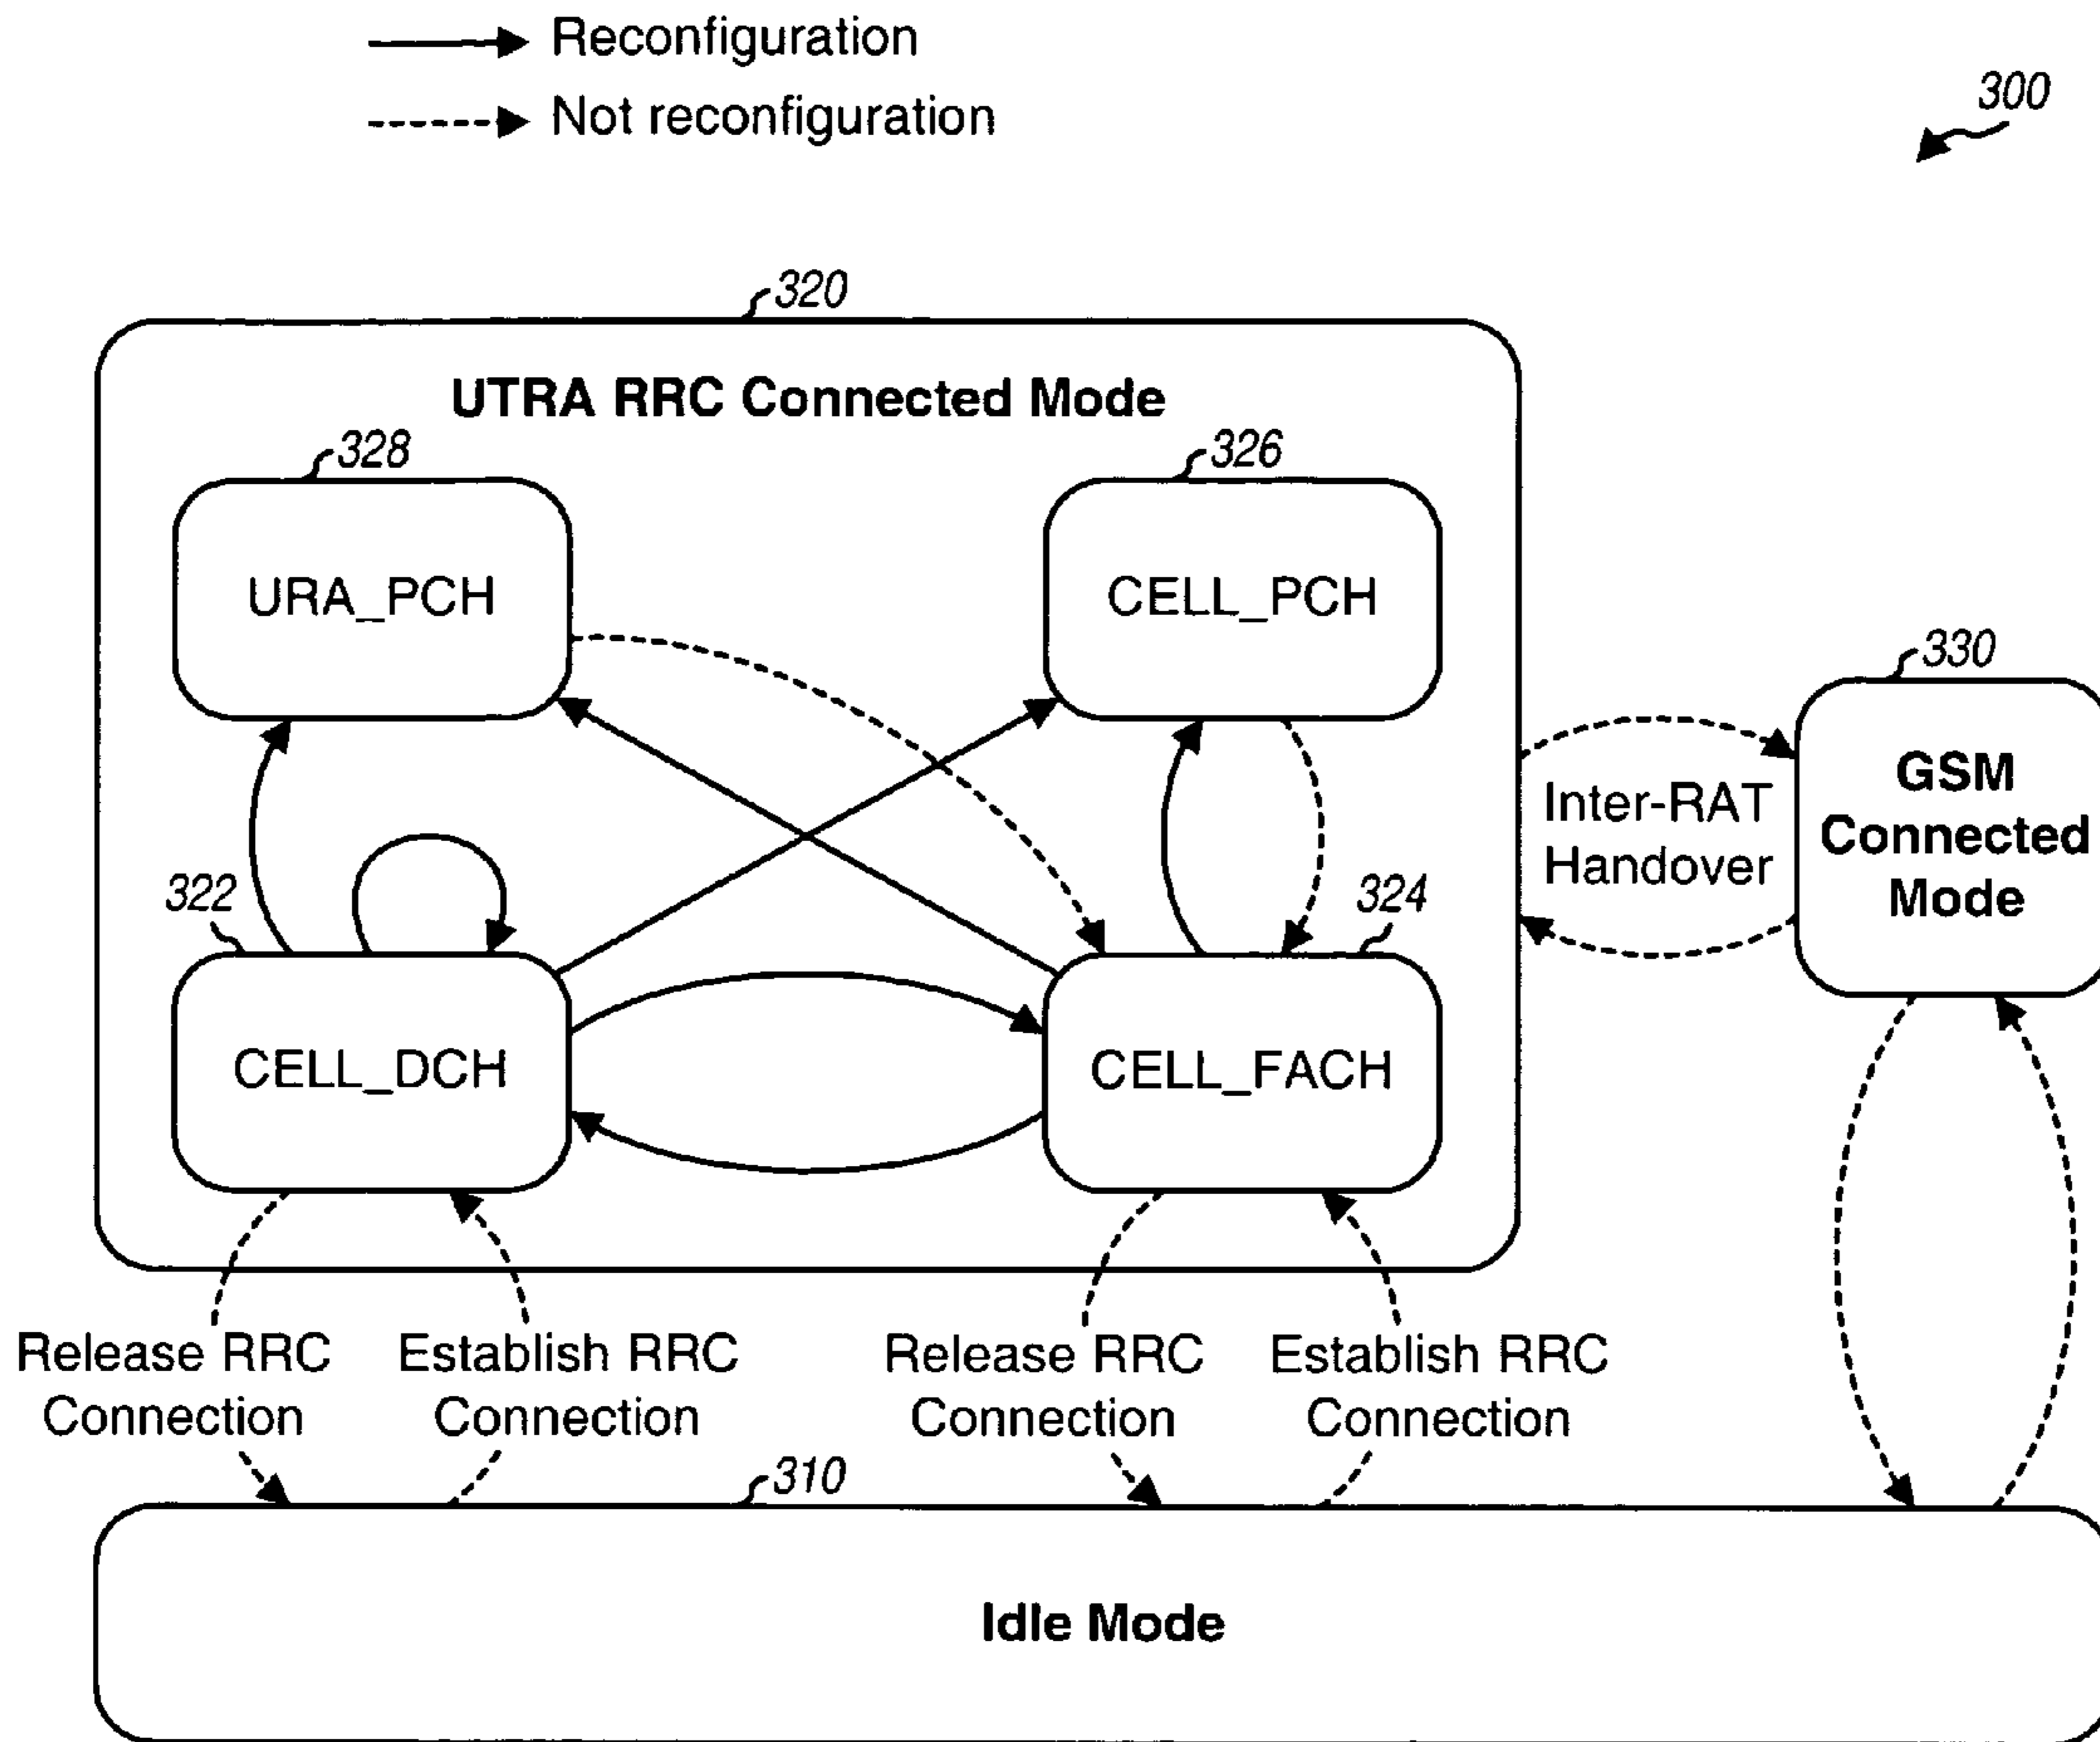 Reconfiguration
Not reconfiguration
300
320
UTRA RRC Connected Mode
328
326
URA_PCH
CELL_PCH
330
GSM
Connected
Mode
Inter-RAT
Handover
322
324
CELL_DCH
CELL_FACH
Release RRC
Connection
Establish RRC
Connection
Release RRC
Connection
Establish RRC
Connection
310
Idle Mode